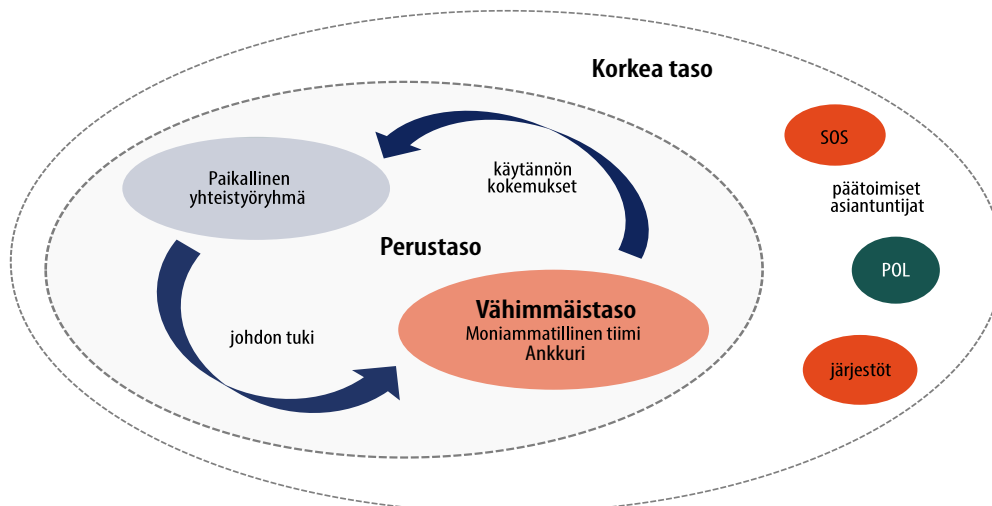 Korkea taso
SOS
päätoimiset
asiantuntijat
POL
järjestöt
Paikallinen
yhteistyöryhmä
käytännön
kokemukset
Perustaso
johdon tuki
Vähimmäistaso
Moniammatillinen tiimi
Ankkuri